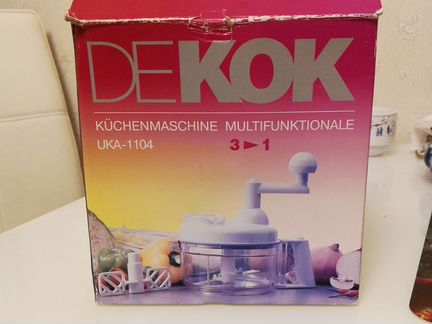 DEKOK
KÜCHENMASCHINE MULTIFUNKTIONALE
UKA-1104 3►1